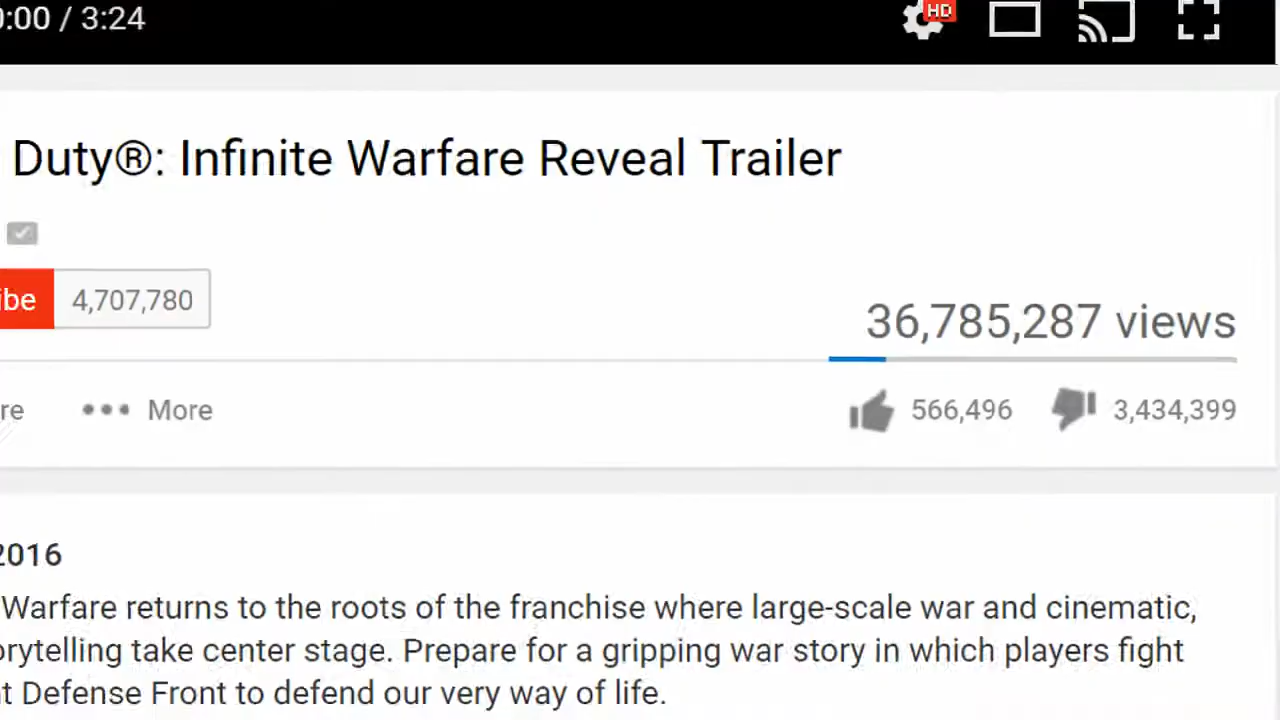 0:00 / 3:24
HD
Duty®: Infinite Warfare Reveal Trailer
ibe 4,707,780
36,785,287 views
re ••• More
566,496 3,434,399
2016
Warfare returns to the roots of the franchise where large-scale war and cinematic,
orytelling take center stage. Prepare for a gripping war story in which players fight
t Defense Front to defend our very way of life.